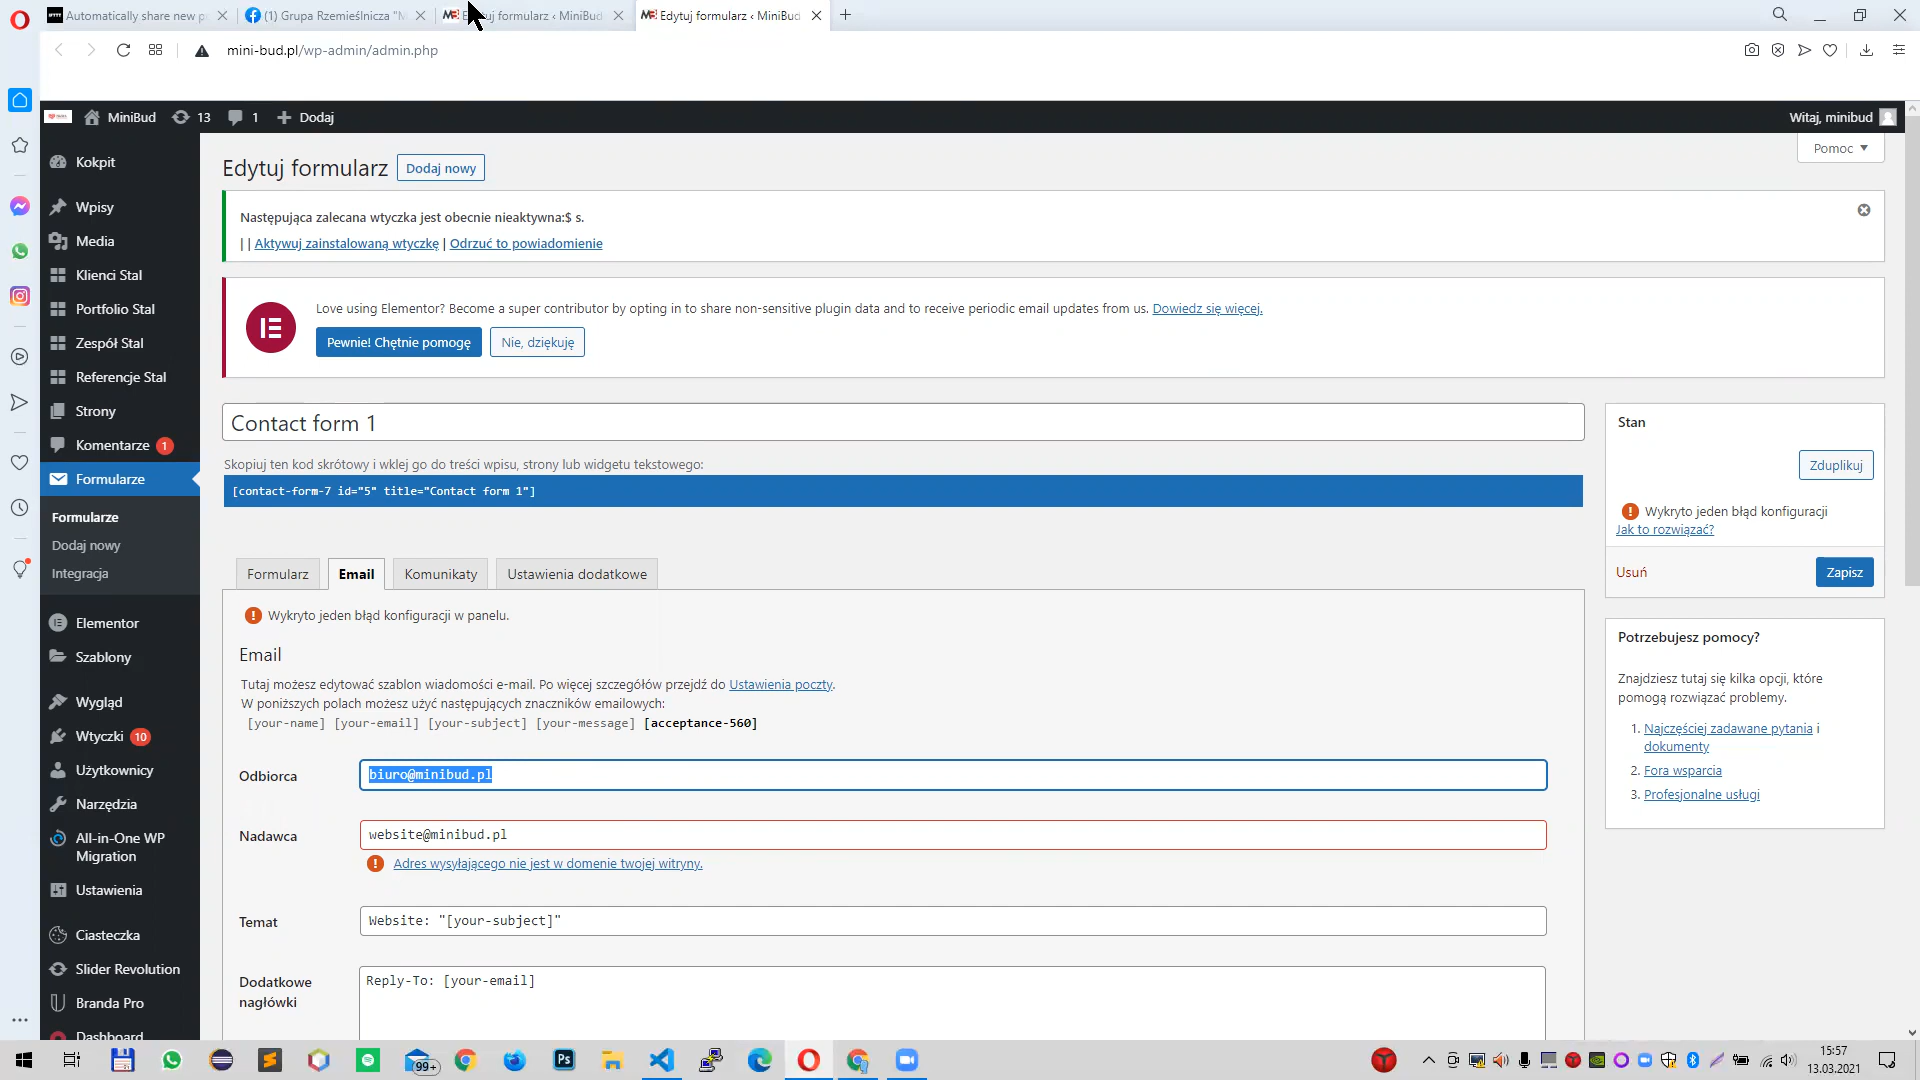 Automatically share new p
(1) Grupa Rzemieślnicza "M
formularz ‹ MiniBud
Edytuj formularz ‹ MiniBud
mini-bud.pl/wp-admin/admin.php
MiniBud
13
1
Dodaj
Witaj, minibud
Kokpit
Wpisy
Media
Klienci Stal
Portfolio Stal
Zespół Stal
Referencje Stal
Strony
Komentarze 1
Formularze
Formularze
Dodaj nowy
Integracja
Elementor
Szablony
Wygląd
Wtyczki 10
Użytkownicy
Narzędzia
All-in-One WP
Migration
Ustawienia
Ciasteczka
Slider Revolution
Branda Pro
Dashboard
Pomoc
Edytuj formularz
Dodaj nowy
Następująca zalecana wtyczka jest obecnie nieaktywna:$ s.
| | Aktywuj zainstalowaną wtyczkę | Odrzuć to powiadomienie
Love using Elementor? Become a super contributor by opting in to share non-sensitive plugin data and to receive periodic email updates from us. Dowiedz się więcej.
Pewnie! Chętnie pomogę
Nie, dziękuję
Contact form 1
Skopiuj ten kod skrótowy i wklej go do treści wpisu, strony lub widgetu tekstowego:
[contact-form-7 id="5" title="Contact form 1"]
Formularz
Email
Komunikaty
Ustawienia dodatkowe
Wykryto jeden błąd konfiguracji w panelu.
Email
Tutaj możesz edytować szablon wiadomości e-mail. Po więcej szczegółów przejdź do Ustawienia poczty.
W poniższych polach możesz użyć następujących znaczników emailowych:
[your-name] [your-email] [your-subject] [your-message] [acceptance-560]
Odbiorca
biuro@minibud.pl
Nadawca
website@minibud.pl
Adres wysyłającego nie jest w domenie twojej witryny.
Temat
Website: "[your-subject]"
Dodatkowe
nagłówki
Reply-To: [your-email]
Stan
Zduplikuj
Wykryto jeden błąd konfiguracji
Jak to rozwiązać?
Usuń
Zapisz
Potrzebujesz pomocy?
Znajdziesz tutaj się kilka opcji, które
pomogą rozwiązać problemy.
1. Najczęściej zadawane pytania i
dokumenty
2. Fora wsparcia
3. Profesjonalne usługi
99+
Ps
15:57
13.03.2021